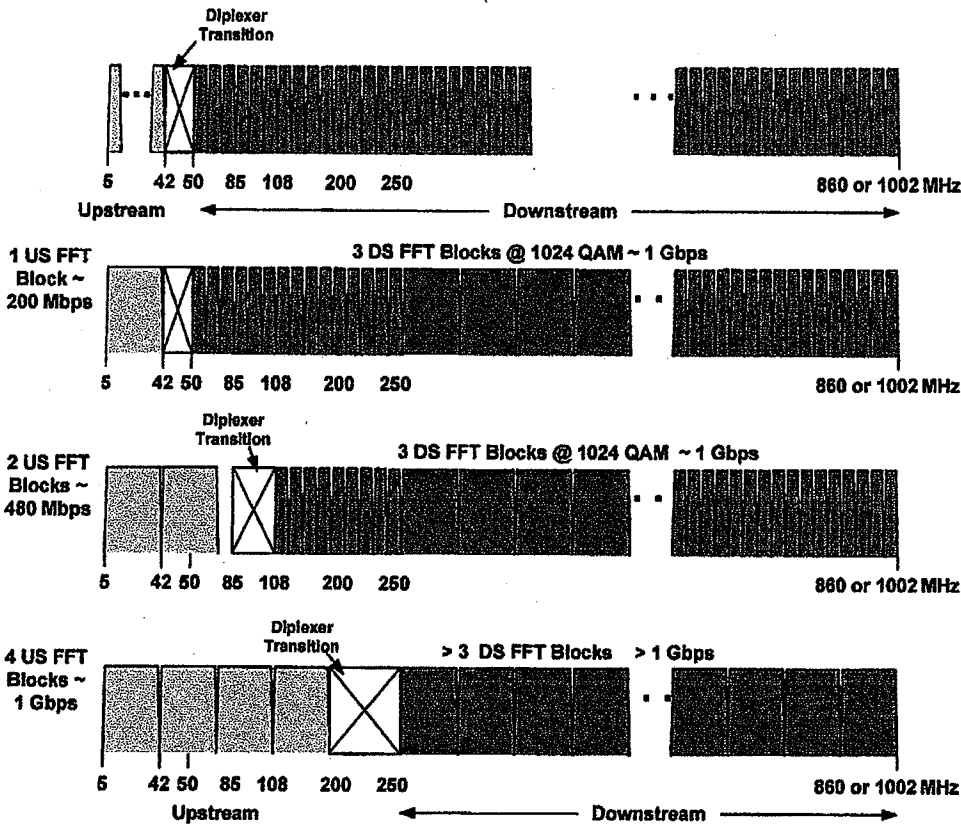 Diplexer
Transition
5 42 50 85 108 200 250 860 or 1002 MHz
Upstream Downstream
1 US FFT
Block ~
200 Mbps
3 DS FFT Blocks @ 1024 QAM ~ 1 Gbps
5 42 50 85 108 200 250 860 or 1002 MHz
Diplexer
Transition
2 US FFT
Blocks ~
480 Mbps
3 DS FFT Blocks @ 1024 QAM ~ 1 Gbps
5 42 50 85 108 200 250 860 or 1002 MHz
Diplexer
Transition
4 US FFT
Blocks ~
1 Gbps
> 3 DS FFT Blocks > 1 Gbps
5 42 50 85 108 200 250 860 or 1002 MHz
Upstream Downstream